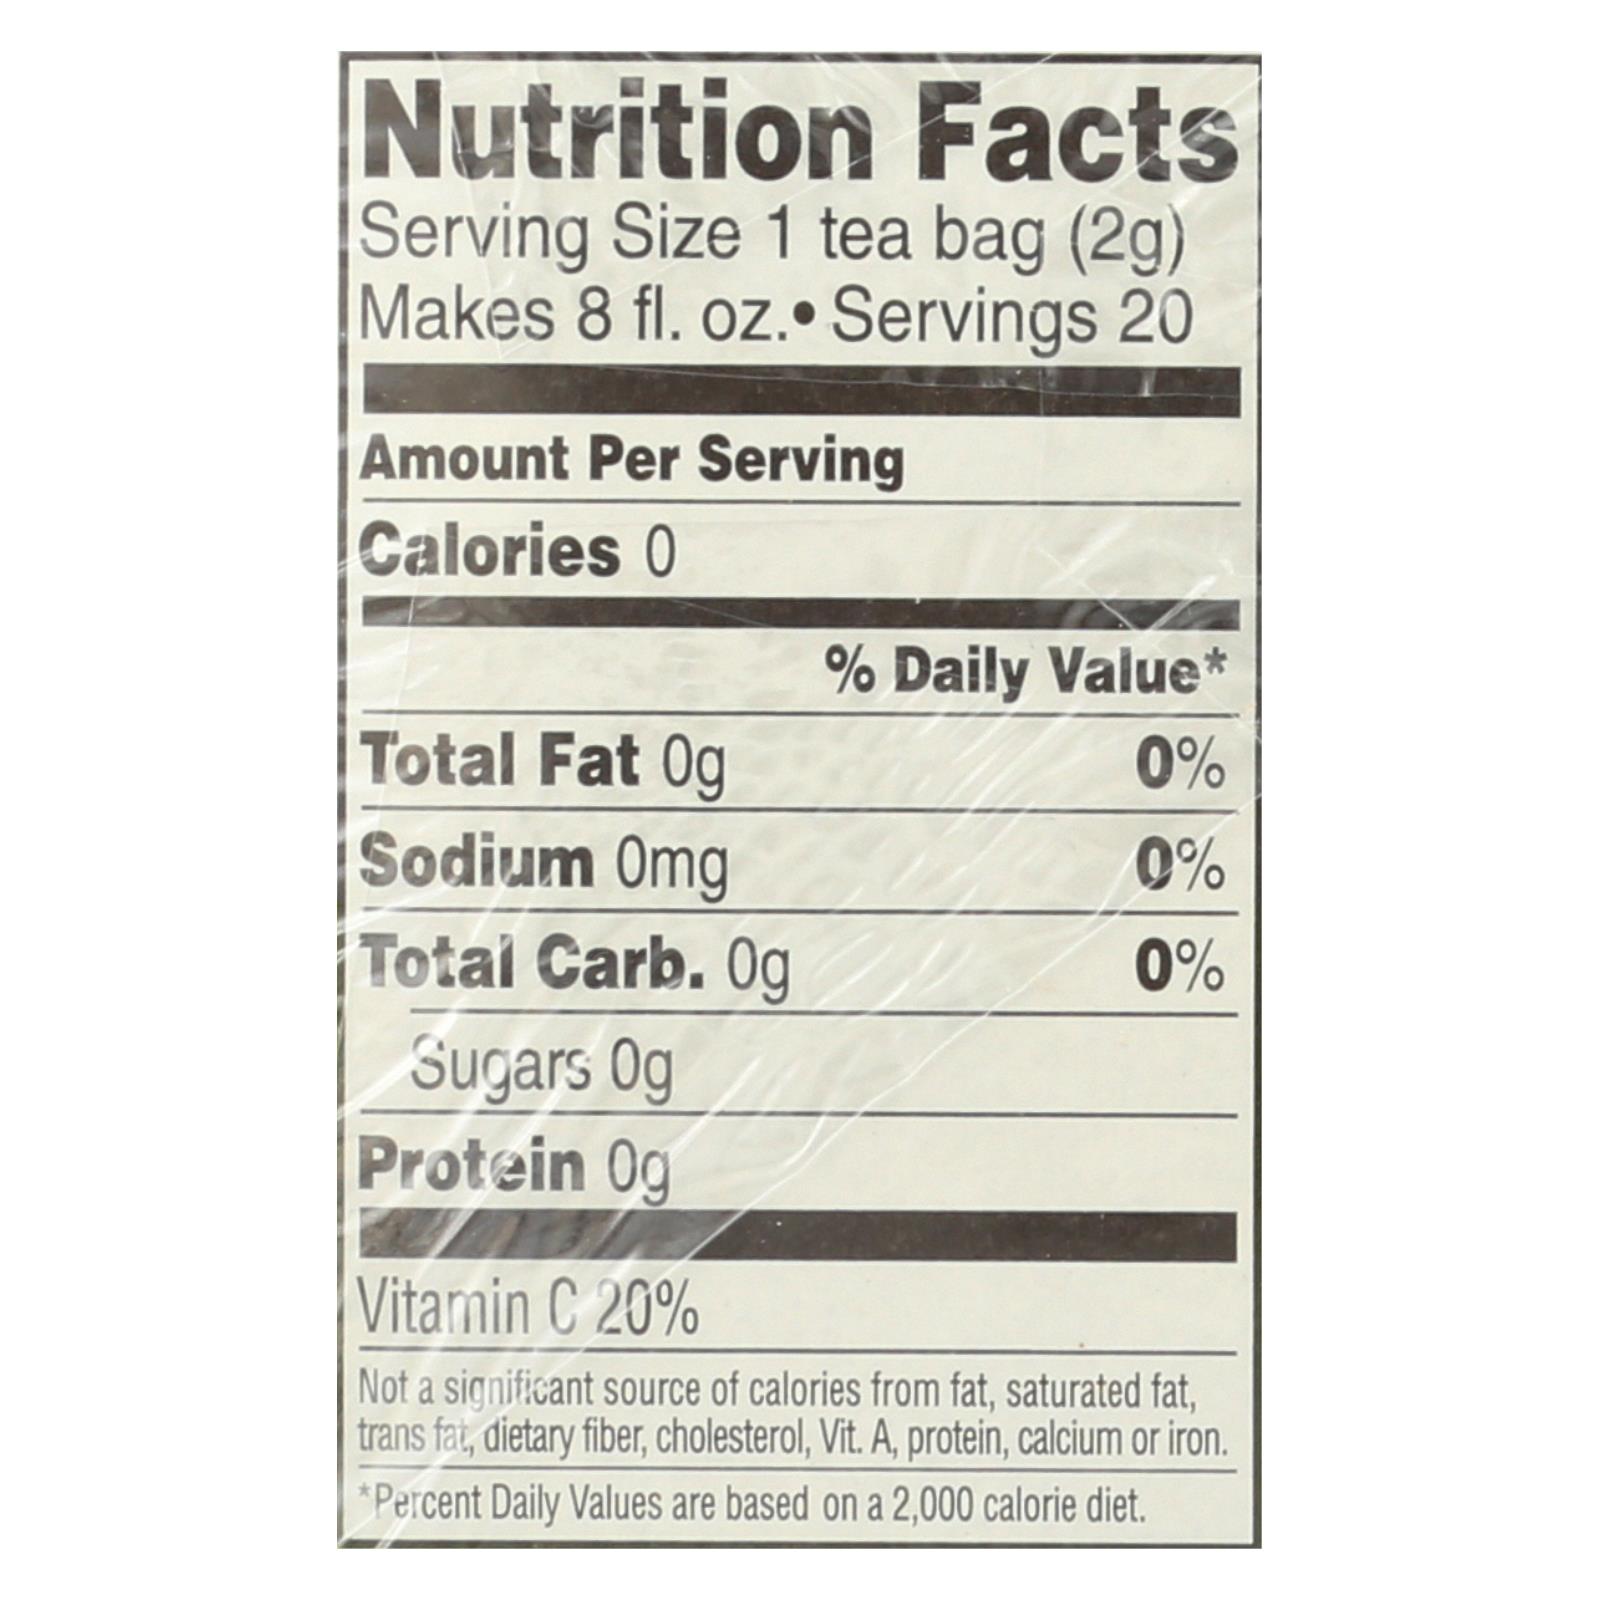 Nutrition Facts
Serving Size 1 tea bag (2g)
Makes 8 fl. oz.• Servings 20
Amount Per Serving
Calories 0
% Daily Value*
Total Fat 0g 0%
Sodium 0mg 0%
Total Carb. 0g 0%
Sugars 0g
Protein 0g
Vitamin C 20%
Not a significant source of calories from fat, saturated fat,
trans fat, dietary fiber, cholesterol, Vit. A, protein, calcium or iron.
*Percent Daily Values are based on a 2,000 calorie diet.